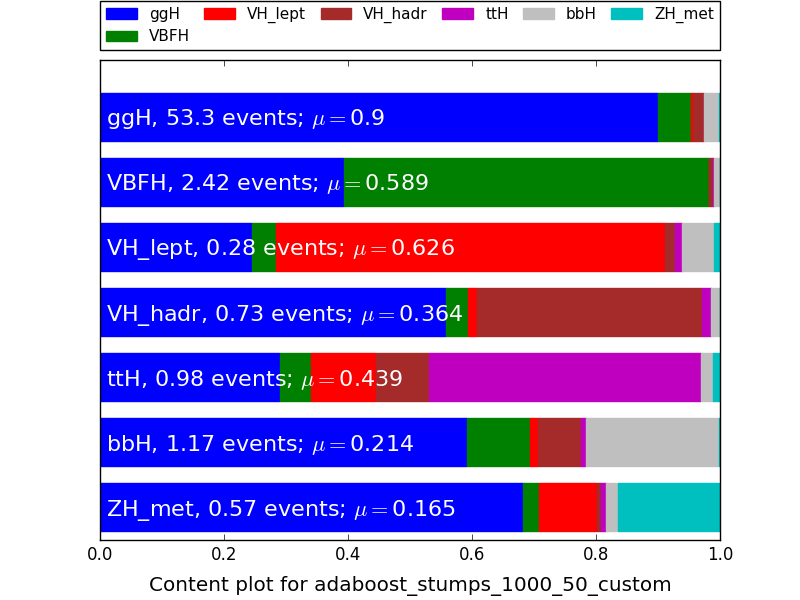 ggH VH_lept VH_hadr ttH bbH ZH_met
VBFH
ggH, 53.3 events; μ = 0.9
VBFH, 2.42 events; μ = 0.589
VH_lept, 0.28 events; μ = 0.626
VH_hadr, 0.73 events; μ = 0.364
ttH, 0.98 events; μ = 0.439
bbH, 1.17 events; μ = 0.214
ZH_met, 0.57 events; μ = 0.165
0.0 0.2 0.4 0.6 0.8 1.0
Content plot for adaboost_stumps_1000_50_custom